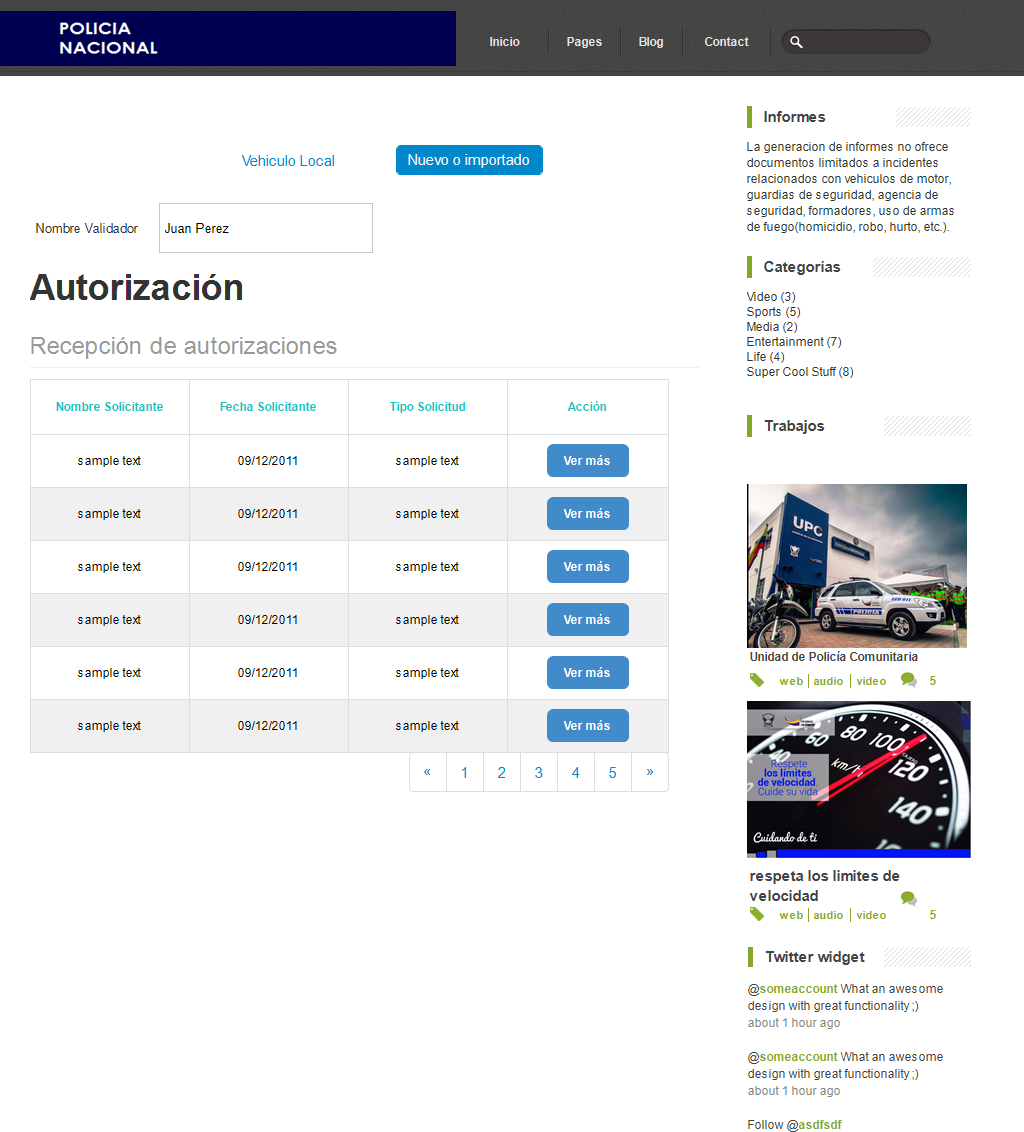 POLICIA
NACIONAL
Inicio
Pages
Blog
Contact
Vehiculo Local
Nuevo o importado
Nombre Validador
Juan Perez
Autorización
Recepción de autorizaciones
Nombre Solicitante Fecha Solicitante Tipo Solicitud Acción
sample text 09/12/2011 sample text Ver más
sample text 09/12/2011 sample text Ver más
sample text 09/12/2011 sample text Ver más
sample text 09/12/2011 sample text Ver más
sample text 09/12/2011 sample text Ver más
sample text 09/12/2011 sample text Ver más
« 1 2 3 4 5 »
Informes
La generacion de informes no ofrece
documentos limitados a incidentes
relacionados con vehiculos de motor,
guardias de seguridad, agencia de
seguridad, formadores, uso de armas
de fuego(homicidio, robo, hurto, etc.).
Categorías
Video (3)
Sports (5)
Media (2)
Entertainment (7)
Life (4)
Super Cool Stuff (8)
Trabajos
UPC
POLICIA
Unidad de Policía Comunitaria
web | audio | video 5
60 80 100 120 140
km/h
Respete
los límites
de velocidad.
Cuide su vida
Cuidando de ti
respeta los limites de
velocidad
web | audio | video 5
Twitter widget
@someaccount What an awesome
design with great functionality ;)
about 1 hour ago
@someaccount What an awesome
design with great functionality ;)
about 1 hour ago
Follow @asdfsdf